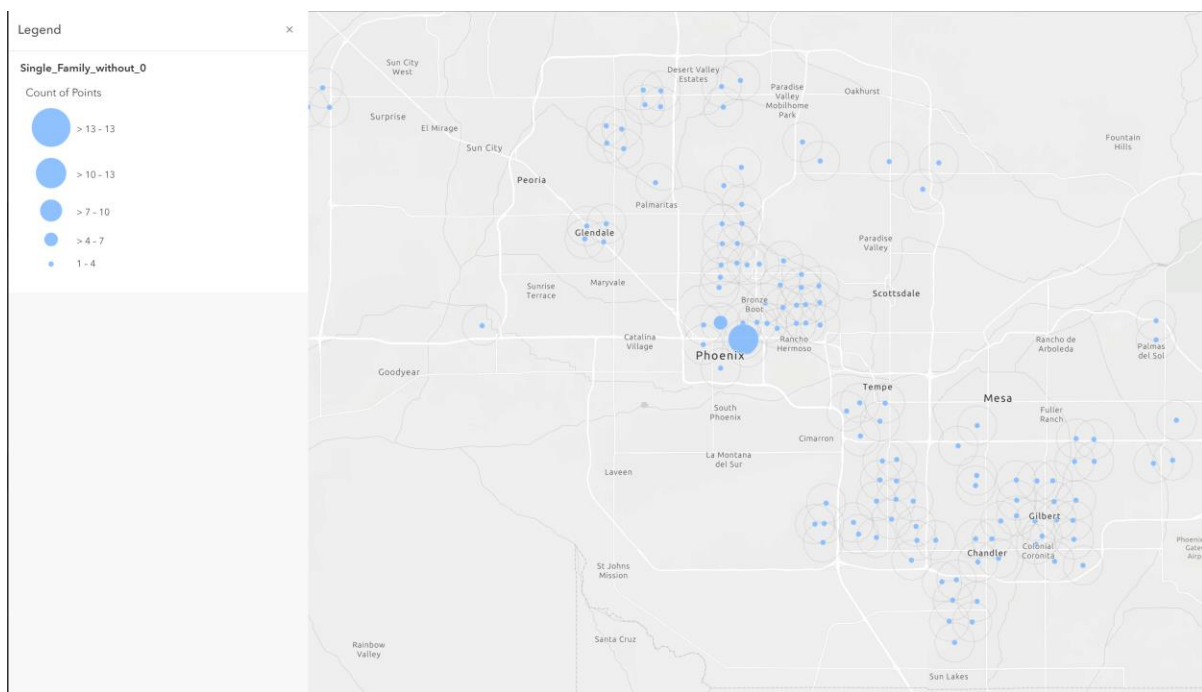 Legend
×
Single_Family_without_0
Count of Points
> 13 - 13
> 10 - 13
> 7 - 10
> 4 - 7
1 - 4
Sun City
West
Desert Valley
Estates
Paradise
Valley
Mobilhome
Park
Oakhurst
Surprise
El Mirage
Sun City
Fountain
Hills
Peoria
Palmaritas
Glendale
Paradise
Valley
Sunrise
Terrace
Maryvale
Scottsdale
Bronze
Boot
Catalina
Village
Rancho
Hermoso
Rancho de
Arboleda
Palmas
del Sol
Phoenix
Goodyear
Tempe
Mesa
South
Phoenix
Fuller
Ranch
Cimarron
La Montana
del Sur
Laveen
Gilbert
Chandler
Colonial
Coronita
Phoenix
Gate
Airp
St Johns
Mission
Santa Cruz
Rainbow
Valley
Sun Lakes